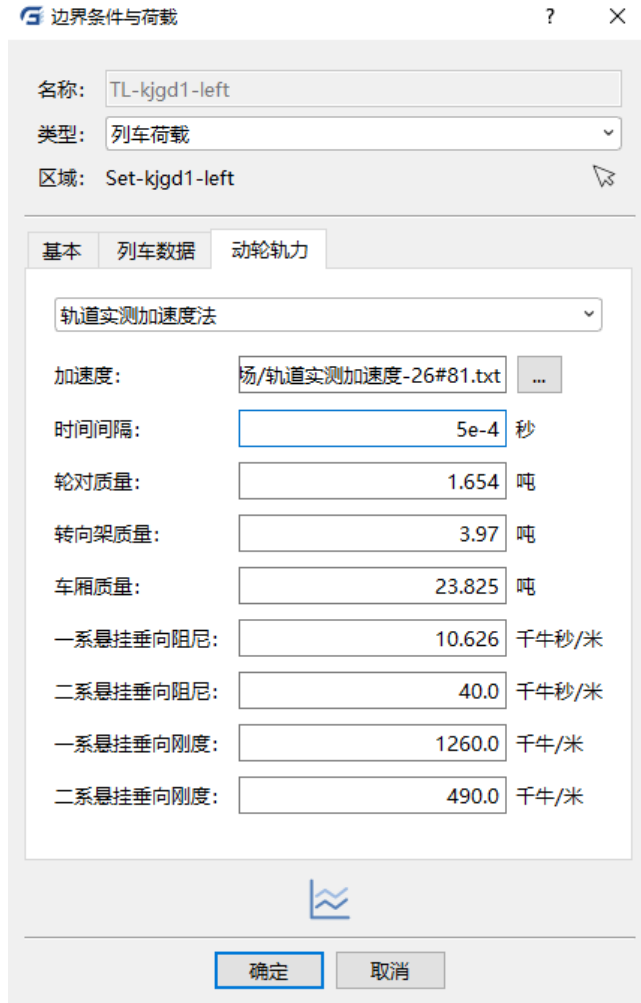 边界条件与荷载 ?
名称: TL-kjgd1-left
类型: 列车荷载
区域: Set-kjgd1-left
基本 列车数据 动轮轨力
轨道实测加速度法
加速度: 场/轨道实测加速度-26#81.txt ...
时间间隔: 5e-4 秒
轮对质量: 1.654 吨
转向架质量: 3.97 吨
车厢质量: 23.825 吨
一系悬挂垂向阻尼: 10.626 千牛秒/米
二系悬挂垂向阻尼: 40.0 千牛秒/米
一系悬挂垂向刚度: 1260.0 千牛/米
二系悬挂垂向刚度: 490.0 千牛/米
确定 取消